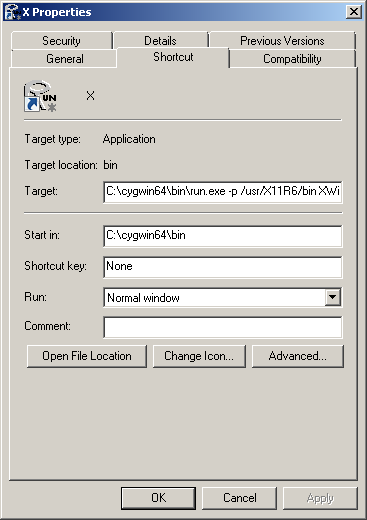 X Properties
Security Details Previous Versions
General Shortcut Compatibility
UN
X
Target type: Application
Target location: bin
Target: C:\cygwin64\bin\run.exe -p /usr/X11R6/bin XWi
Start in: C:\cygwin64\bin
Shortcut key: None
Run: Normal window
Comment:
Open File Location Change Icon... Advanced...
OK Cancel Apply